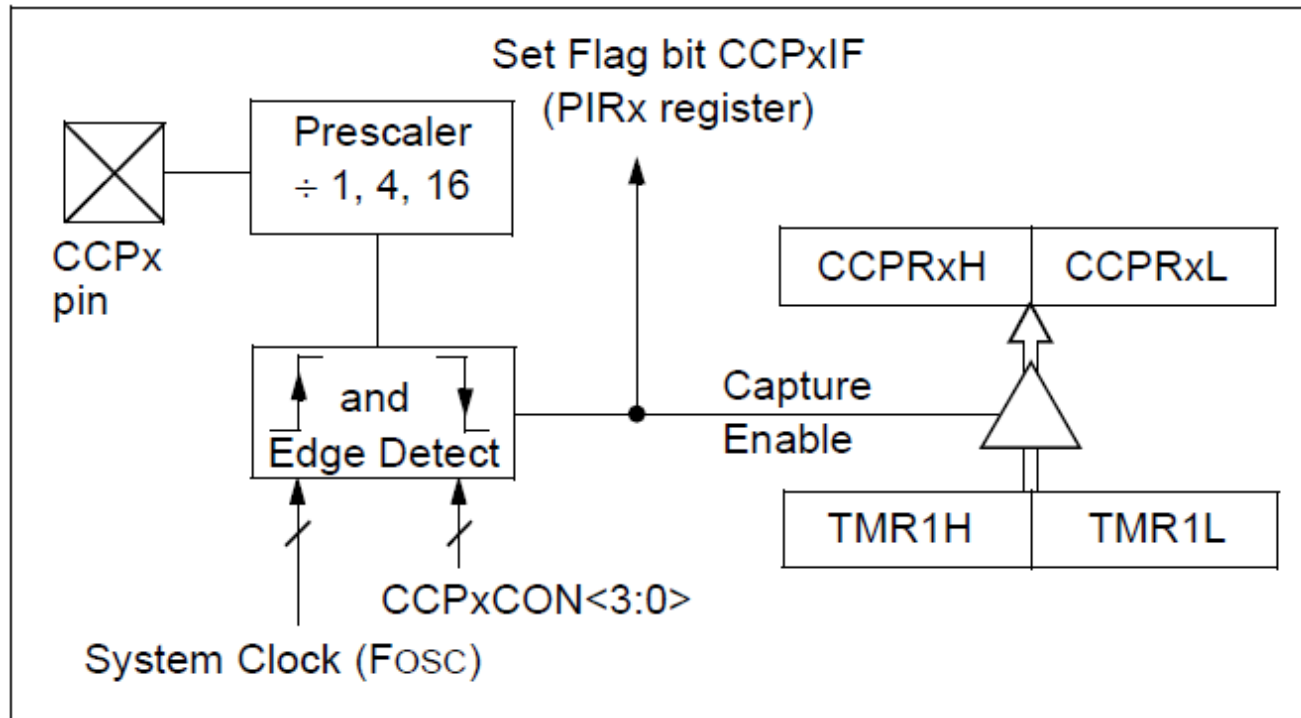 Set Flag bit CCPxIF
(PIRx register)
Prescaler
÷ 1, 4, 16
CCPx
pin
CCPRxH
CCPRxL
and
Edge Detect
Capture
Enable
TMR1H
TMR1L
CCPxCON<3:0>
System Clock (FOSC)